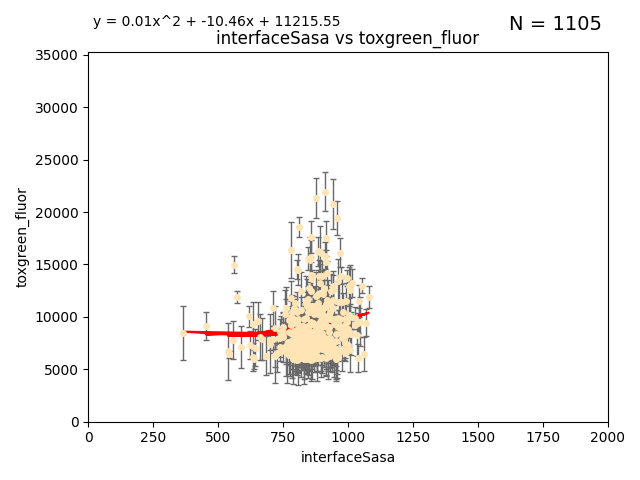 y = 0.01x^2 + -10.46x + 11215.55
N = 1105
interfaceSasa vs toxgreen_fluor
35000
30000
25000
20000
15000
10000
5000
0
toxgreen_fluor
0 250 500 750 1000 1250 1500 1750 2000
interfaceSasa